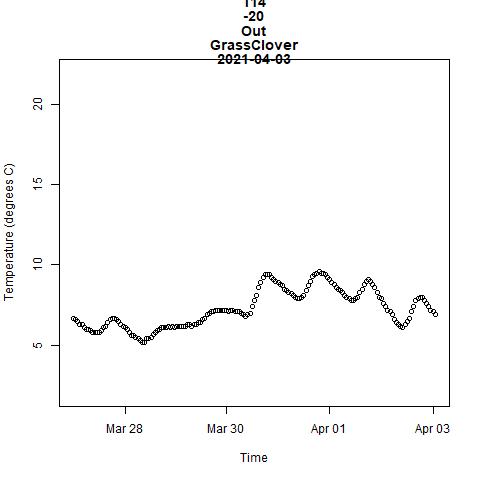 114
-20
Out
GrassClover
2021-04-03
Temperature (degrees C)
20
15
10
5
Mar 28
Mar 30
Apr 01
Apr 03
Time